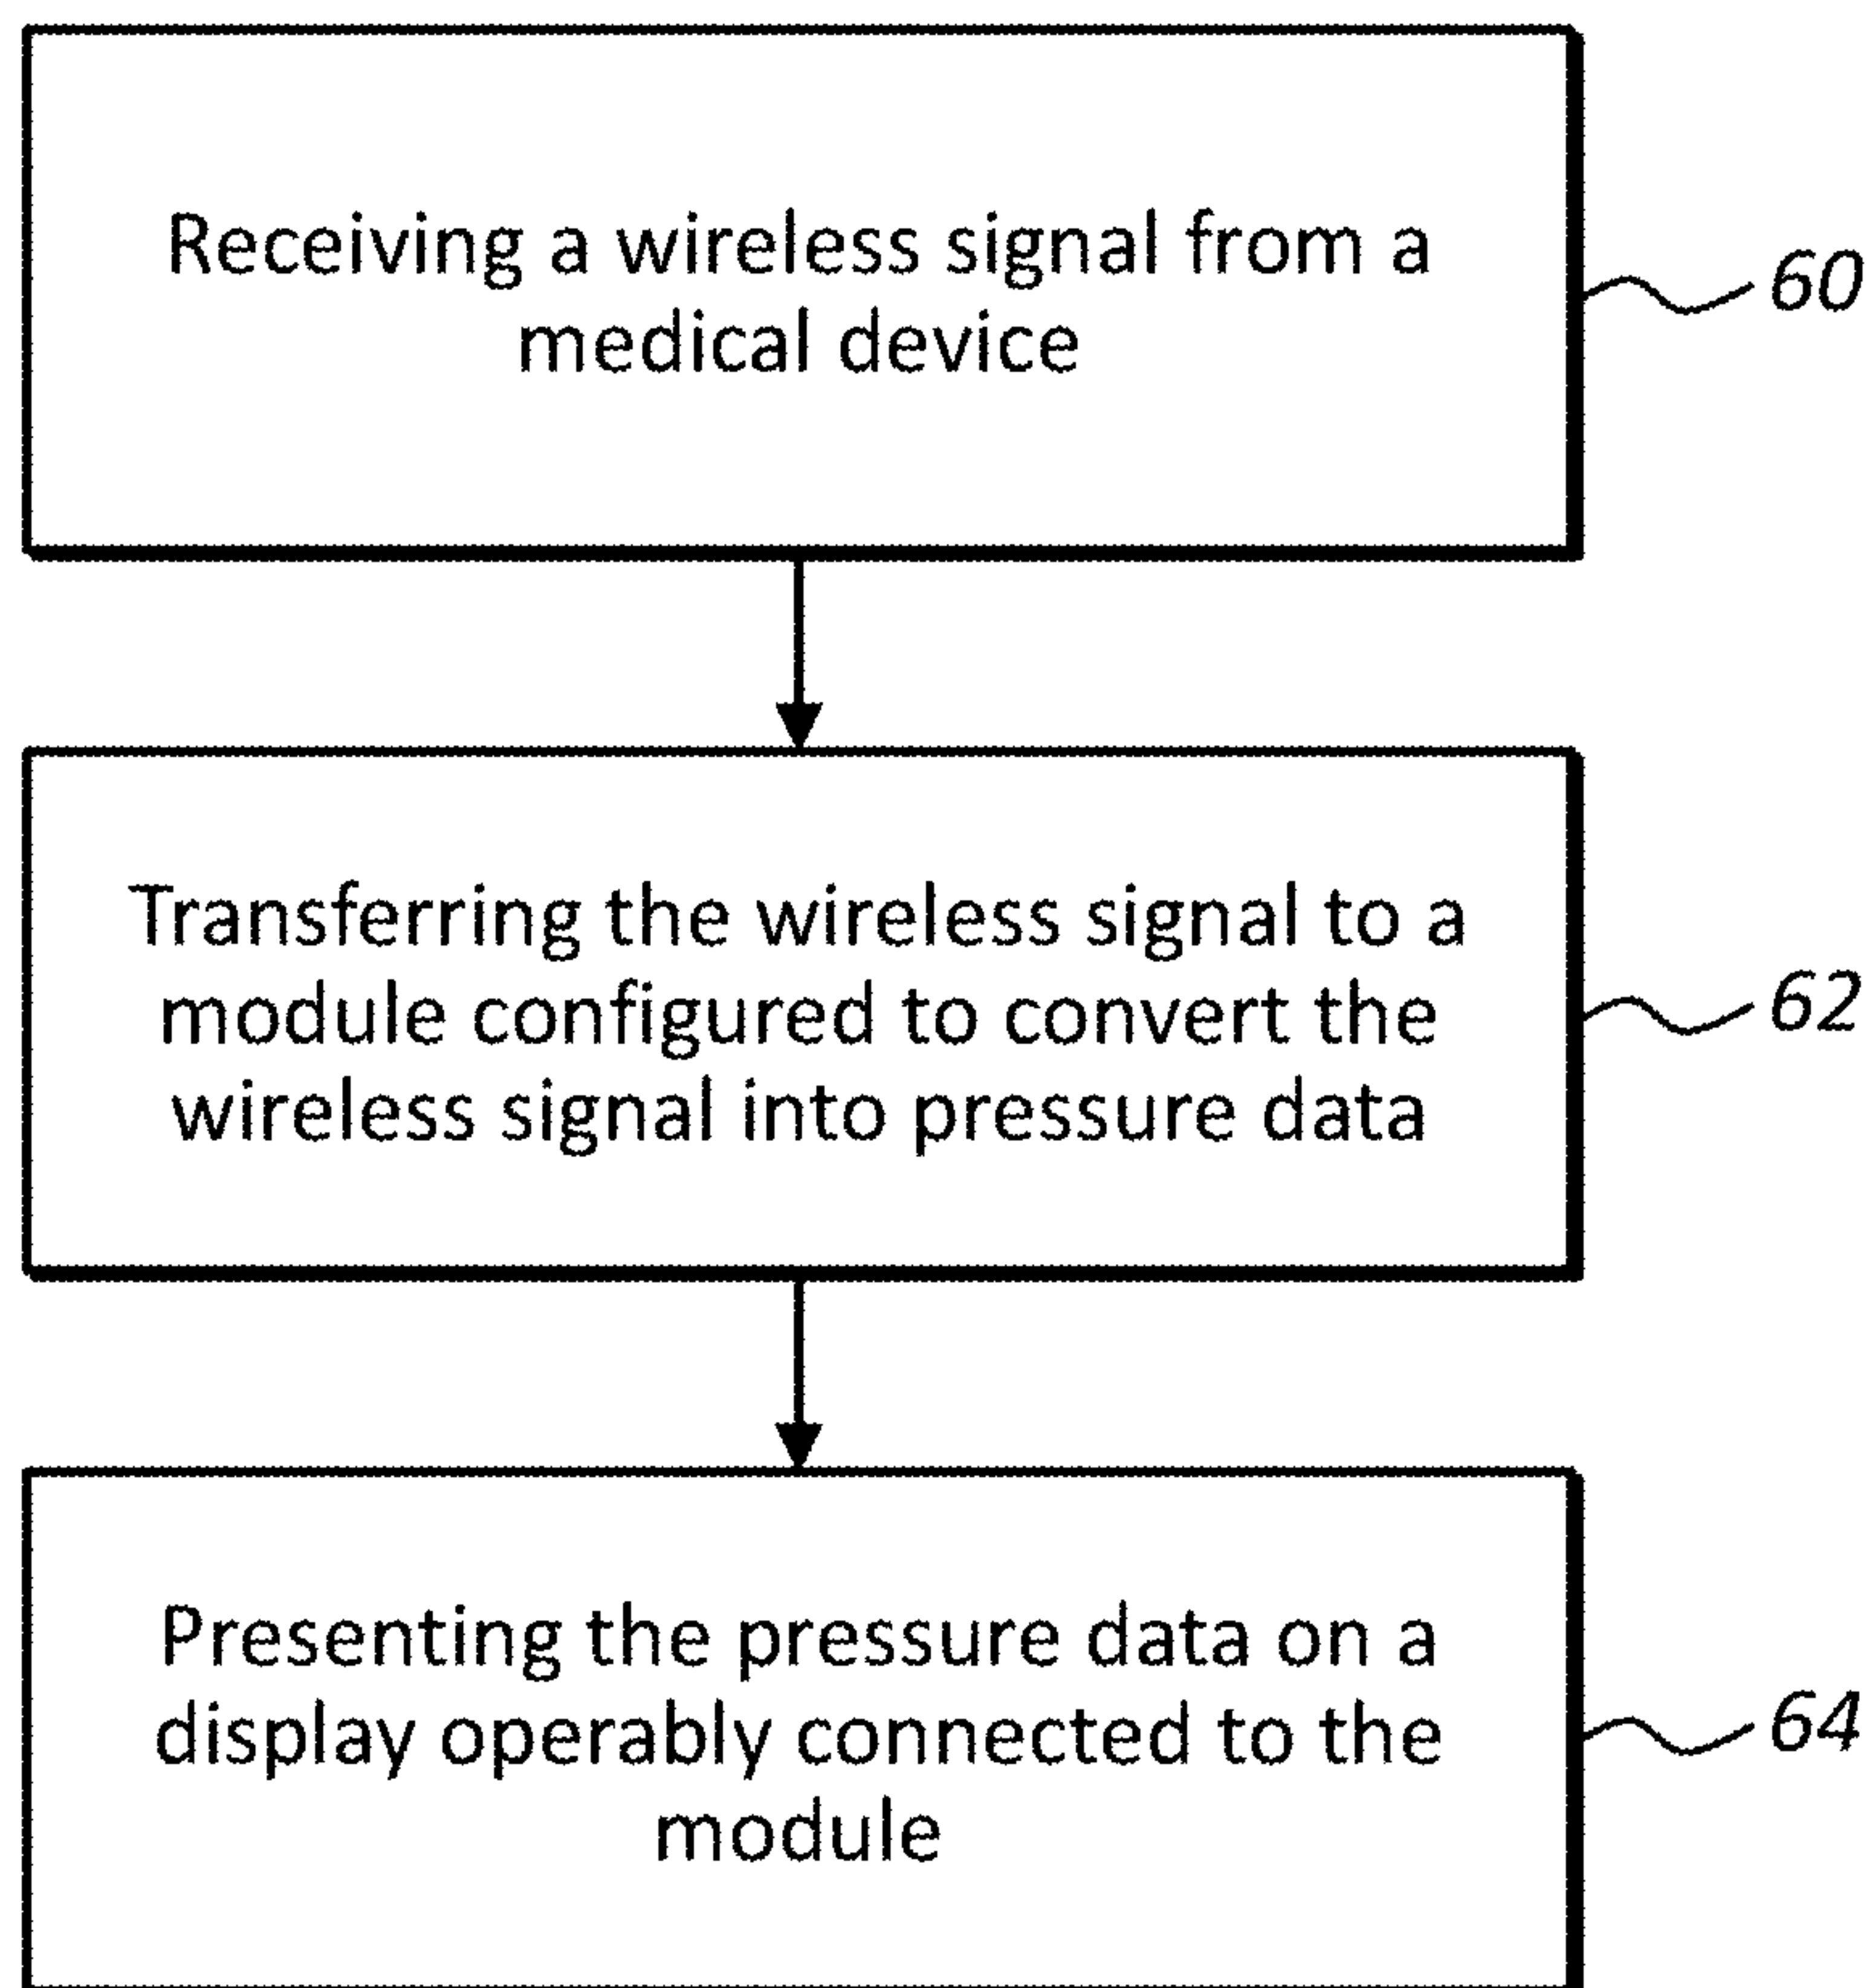 Receiving a wireless signal from a
medical device
60
Transferring the wireless signal to a
module configured to convert the
wireless signal into pressure data
62
Presenting the pressure data on a
display operably connected to the
module
64